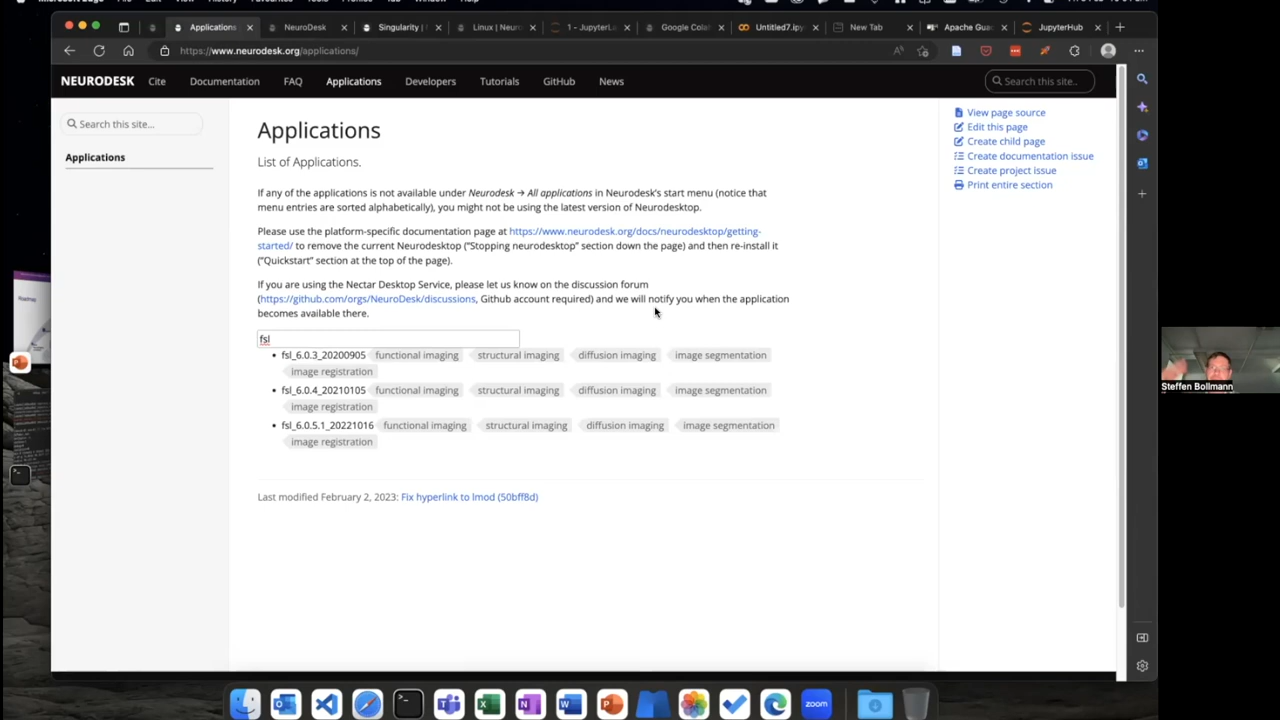 Applications
NeuroDesk
Singularity (
Linux | Neuro
1 - JupyterL
Google Cola
Untitled7.ipy
New Tab
Apache Gua
JupyterHub
https://www.neurodesk.org/applications/
NEURODESK
Cite
Documentation
FAQ
Applications
Developers
Tutorials
GitHub
News
Search this site…
Search this site…
Applications
Applications
List of Applications.
If any of the applications is not available under Neurodesk → All applications in Neurodesk's start menu (notice that
menu entries are sorted alphabetically), you might not be using the latest version of Neurodesktop.
Please use the platform-specific documentation page at https://www.neurodesk.org/docs/neurodesktop/getting-
started/ to remove the current Neurodesktop ("Stopping neurodesktop" section down the page) and then re-install it
("Quickstart" section at the top of the page).
If you are using the Nectar Desktop Service, please let us know on the discussion forum
(https://github.com/orgs/NeuroDesk/discussions, Github account required) and we will notify you when the application
becomes available there.
fsl
fsl_6.0.3_20200905 functional imaging structural imaging diffusion imaging image segmentation
image registration
fsl_6.0.4_20210105 functional imaging structural imaging diffusion imaging image segmentation
image registration
fsl_6.0.5.1_20221016 functional imaging structural imaging diffusion imaging image segmentation
image registration
Last modified February 2, 2023: Fix hyperlink to lmod (50bff8d)
View page source
Edit this page
Create child page
Create documentation issue
Create project issue
Print entire section
Steffen Bollmann
zoom